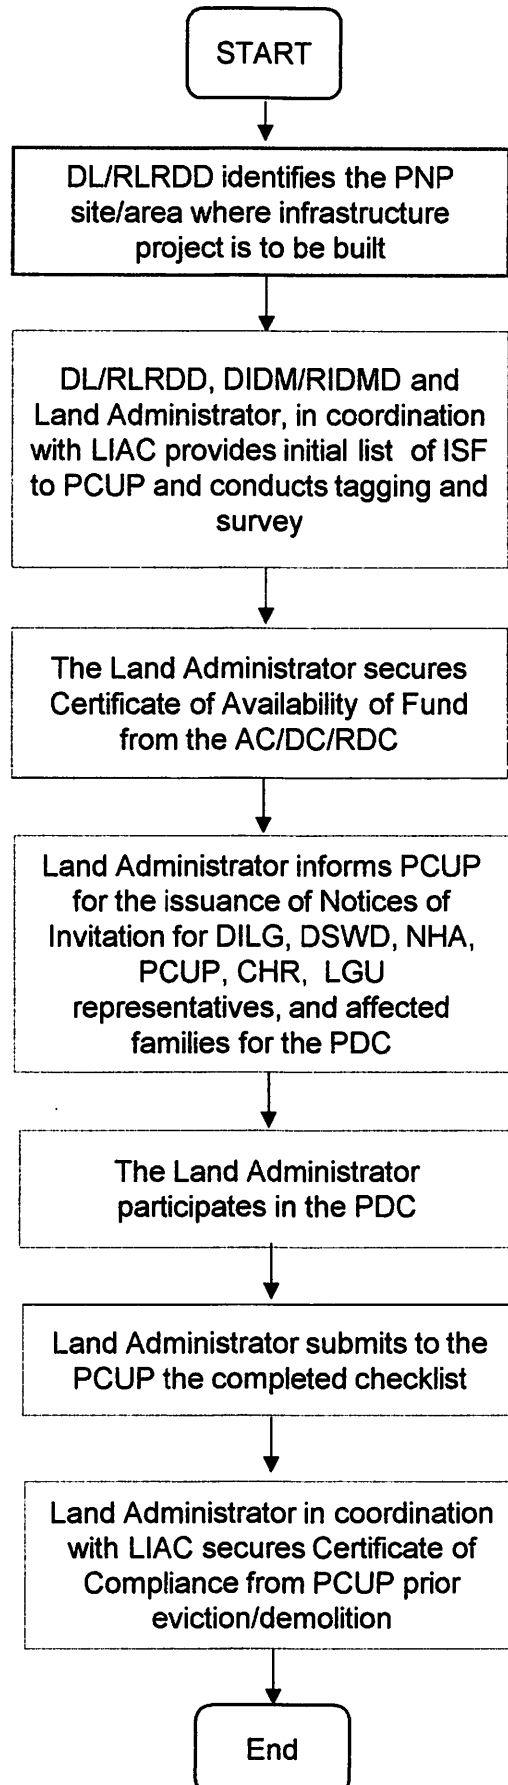 START
DL/RLRDD identifies the PNP
site/area where infrastructure
project is to be built
DL/RLRDD, DIDM/RIDMD and
Land Administrator, in coordination
with LIAC provides initial list of ISF
to PCUP and conducts tagging and
survey
The Land Administrator secures
Certificate of Availability of Fund
from the AC/DC/RDC
Land Administrator informs PCUP
for the issuance of Notices of
Invitation for DILG, DSWD, NHA,
PCUP, CHR, LGU
representatives, and affected
families for the PDC
The Land Administrator
participates in the PDC
Land Administrator submits to the
PCUP the completed checklist
Land Administrator in coordination
with LIAC secures Certificate of
Compliance from PCUP prior
eviction/demolition
End